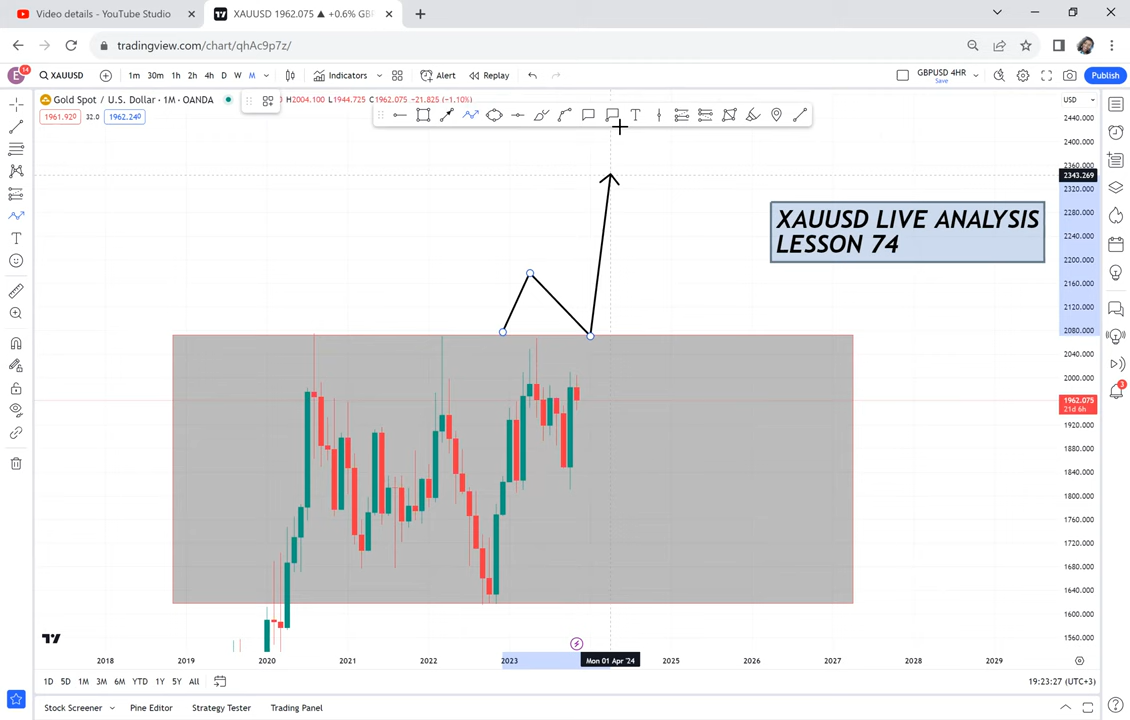 Video details - YouTube Studio
XAUUSD 1962.075 ▲ +0.6% GBP
tradingview.com/chart/qhAc9p7z/
E
14
XAUUSD
1m 30m 1h 2h 4h D W M
Indicators
Alert
Replay
GBPUSD 4HR
Save
Publish
Gold Spot / U.S. Dollar · 1M · OANDA
H2004.100 L1944.725 C1962.075 -21.825 (-1.10%)
1961.920 32.0 1962.240
USD
2440.000
2400.000
2360.000
2343.269
2320.000
2280.000
2240.000
2200.000
2160.000
2120.000
2080.000
2040.000
2000.000
1962.075
21d 6h
1920.000
1880.000
1840.000
1800.000
1760.000
1720.000
1680.000
1640.000
1600.000
1560.000
XAUUSD LIVE ANALYSIS
LESSON 74
3
2018 2019 2020 2021 2022 2023 Mon 01 Apr '24 2025 2026 2027 2028 2029
1D 5D 1M 3M 6M YTD 1Y 5Y All
19:23:27 (UTC+3)
Stock Screener Pine Editor Strategy Tester Trading Panel